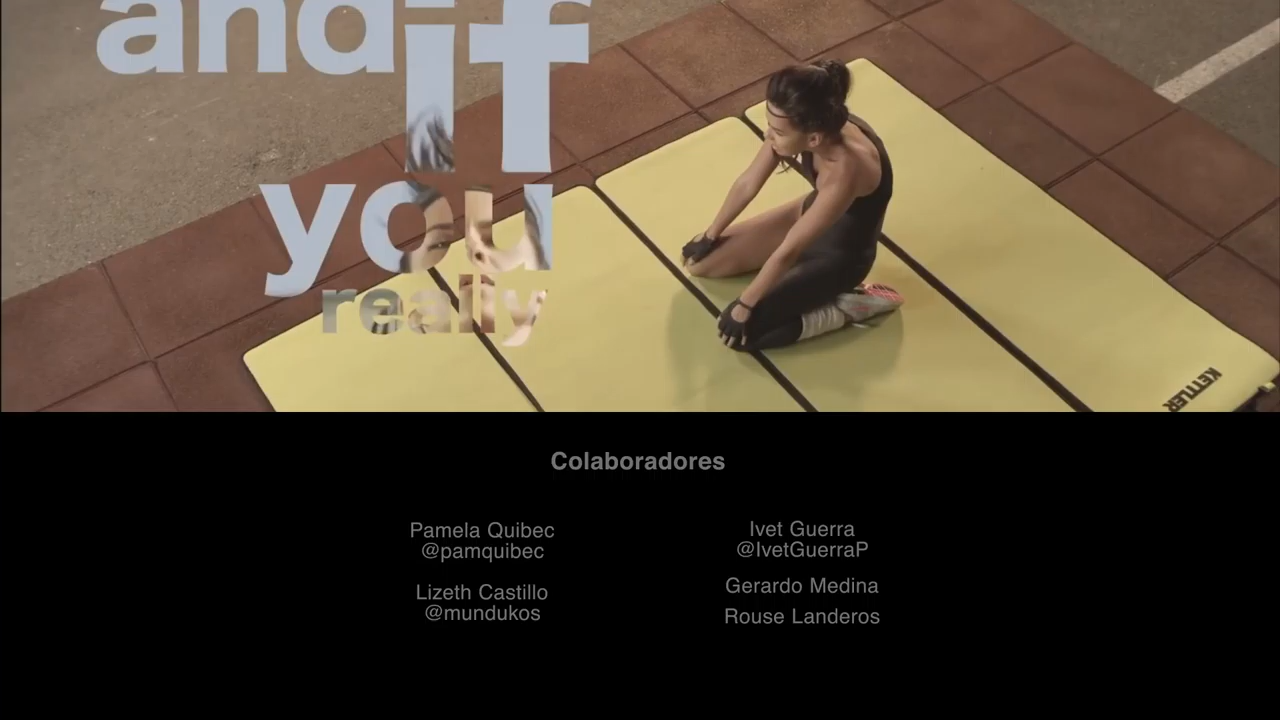 and
if
you
really
KETTLER
Colaboradores
Pamela Quibec
@pamquibec
Lizeth Castillo
@mundukos
Ivet Guerra
@IvetGuerraP
Gerardo Medina
Rouse Landeros